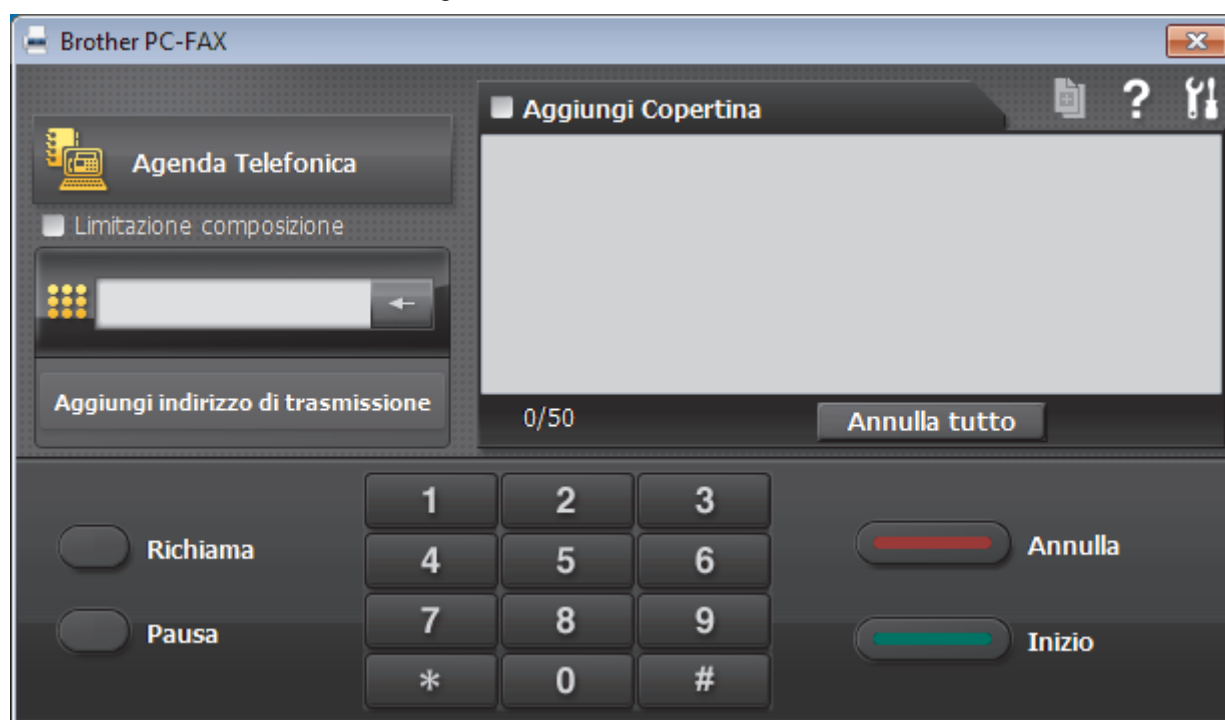 Brother PC-FAX
Aggiungi Copertina
?
Agenda Telefonica
Limitazione composizione
Aggiungi indirizzo di trasmissione
0/50
Annulla tutto
1 2 3
Richiama
4 5 6
Annulla
7 8 9
Pausa
Inizio
* 0 #